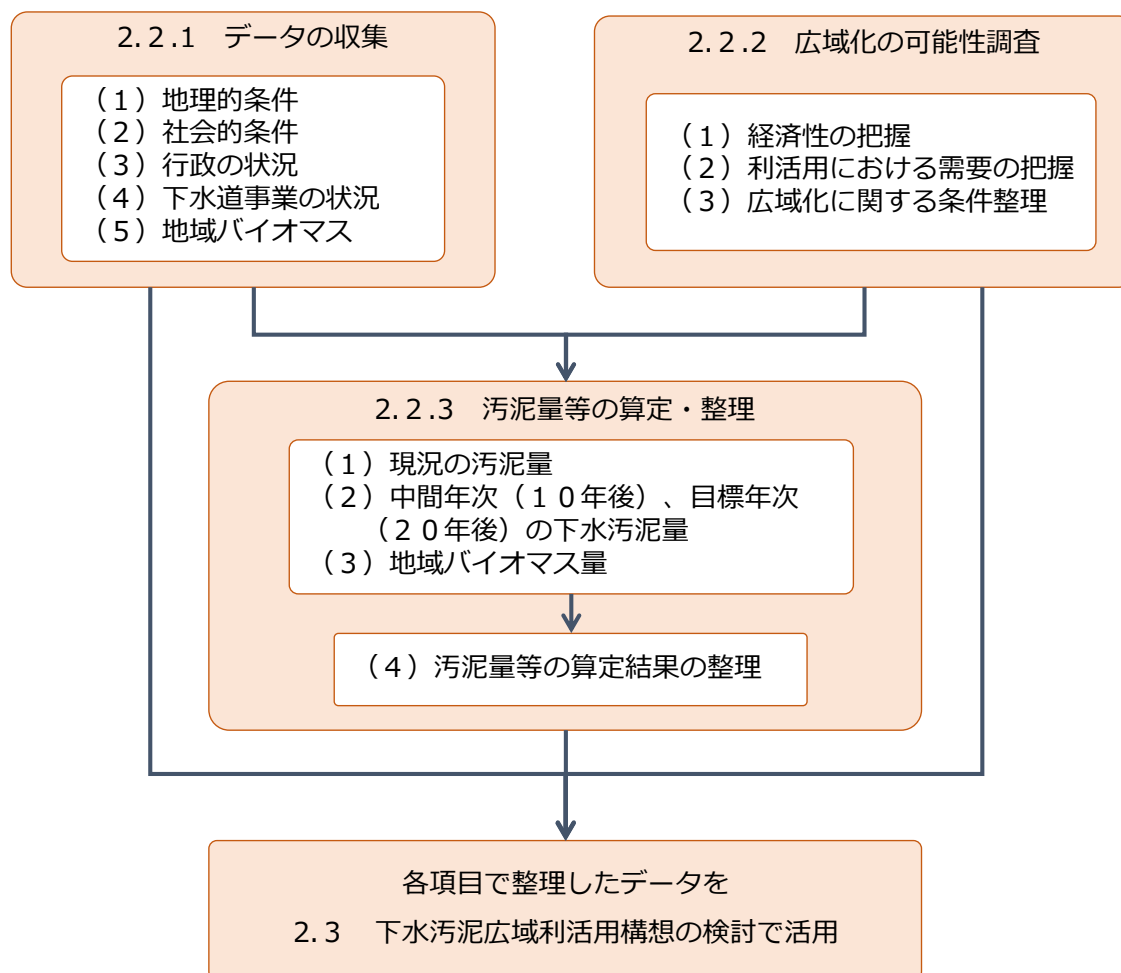 2.2.1 データの収集
（1）地理的条件
（2）社会的条件
（3）行政の状況
（4）下水道事業の状況
（5）地域バイオマス
2.2.2 広域化の可能性調査
（1）経済性の把握
（2）利活用における需要の把握
（3）広域化に関する条件整理
2.2.3 汚泥量等の算定・整理
（1）現況の汚泥量
（2）中間年次（１０年後）、目標年次
（２０年後）の下水汚泥量
（3）地域バイオマス量
（4）汚泥量等の算定結果の整理
各項目で整理したデータを
2.3 下水汚泥広域利活用構想の検討で活用